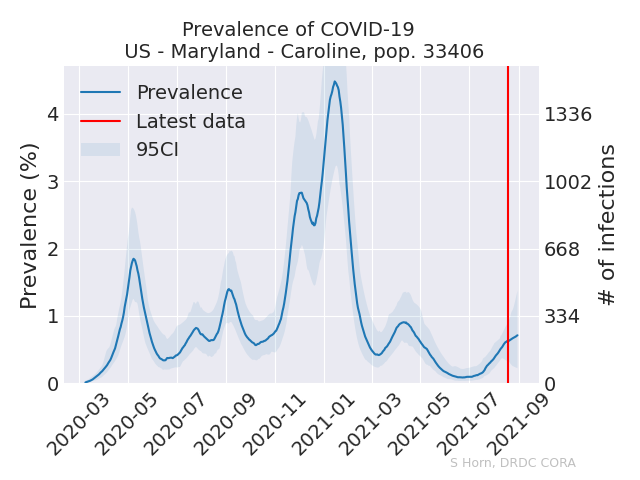 Prevalence of COVID-19
US - Maryland - Caroline, pop. 33406
Prevalence
Latest data
95CI
Prevalence (%)
4
3
2
1
0
# of infections
1336
1002
668
334
0
2020-03
2020-05
2020-07
2020-09
2020-11
2021-01
2021-03
2021-05
2021-07
2021-09
S Horn, DRDC CORA